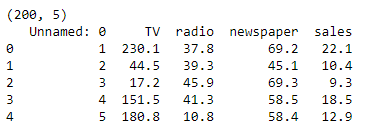 (200, 5)
Unnamed: 0 TV radio newspaper sales
0 1 230.1 37.8 69.2 22.1
1 2 44.5 39.3 45.1 10.4
2 3 17.2 45.9 69.3 9.3
3 4 151.5 41.3 58.5 18.5
4 5 180.8 10.8 58.4 12.9